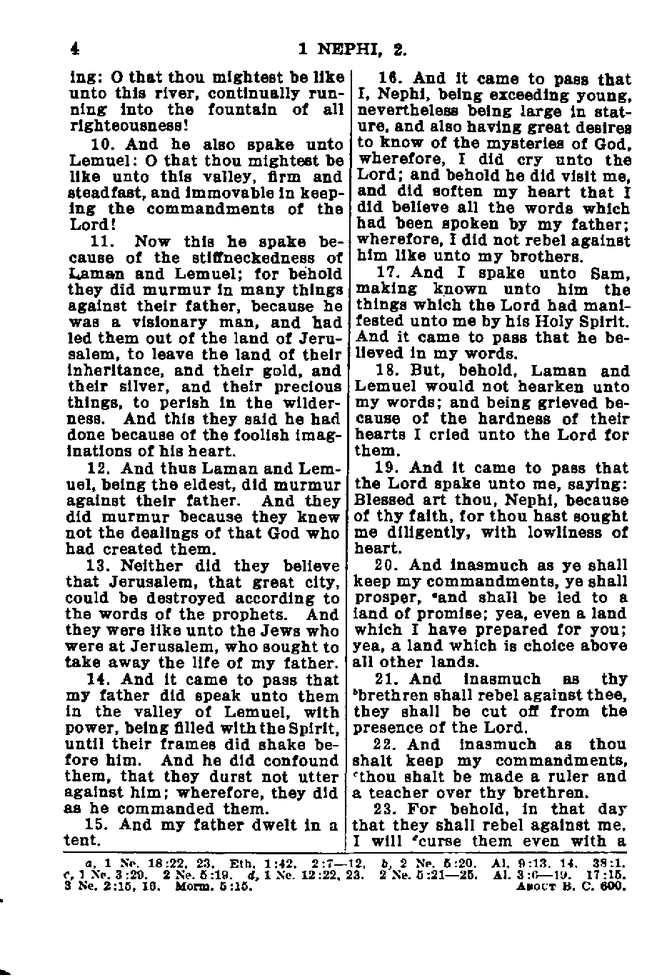 4
1 NEPHI, 2.
ing: O that thou mightest be like
unto this river, continually run-
ning into the fountain of all
righteousness!
10. And he also spake unto
Lemuel: O that thou mightest be
like unto this valley, firm and
steadfast, and immovable in keep-
ing the commandments of the
Lord!
11. Now this he spake be-
cause of the stiffneckedness of
Laman and Lemuel; for behold
they did murmur in many things
against their father, because he
was a visionary man, and had
led them out of the land of Jeru-
salem, to leave the land of their
inheritance, and their gold, and
their silver, and their precious
things, to perish in the wilder-
ness. And this they said he had
done because of the foolish imag-
inations of his heart.
12. And thus Laman and Lem-
uel, being the eldest, did murmur
against their father. And they
did murmur because they knew
not the dealings of that God who
had created them.
13. Neither did they believe
that Jerusalem, that great city,
could be destroyed according to
the words of the prophets. And
they were like unto the Jews who
were at Jerusalem, who sought to
take away the life of my father.
14. And it came to pass that
my father did speak unto them
in the valley of Lemuel, with
power, being filled with the Spirit,
until their frames did shake be-
fore him. And he did confound
them, that they durst not utter
against him; wherefore, they did
as he commanded them.
15. And my father dwelt in a
tent.
16. And it came to pass that
I, Nephi, being exceeding young,
nevertheless being large in stat-
ure, and also having great desires
to know of the mysteries of God,
wherefore, I did cry unto the
Lord; and behold he did visit me,
and did soften my heart that I
did believe all the words which
had been spoken by my father;
wherefore, I did not rebel against
him like unto my brothers.
17. And I spake unto Sam,
making known unto him the
things which the Lord had mani-
fested unto me by his Holy Spirit.
And it came to pass that he be-
lieved in my words.
18. But, behold, Laman and
Lemuel would not hearken unto
my words; and being grieved be-
cause of the hardness of their
hearts I cried unto the Lord for
them.
19. And it came to pass that
the Lord spake unto me, saying:
Blessed art thou, Nephi, because
of thy faith, for thou hast sought
me diligently, with lowliness of
heart.
20. And inasmuch as ye shall
keep my commandments, ye shall
prosper, ᵃand shall be led to a
land of promise; yea, even a land
which I have prepared for you;
yea, a land which is choice above
all other lands.
21. And inasmuch as thy
ᵇbrethren shall rebel against thee,
they shall be cut off from the
presence of the Lord.
22. And inasmuch as thou
shalt keep my commandments,
ᶜthou shalt be made a ruler and
a teacher over thy brethren.
23. For behold, in that day
that they shall rebel against me,
I will ᵈcurse them even with a
a, 1 Ne. 18:22, 23. Eth. 1:42. 2:7—12. b, 2 Ne. 5:20. Al. 9:13, 14. 38:1.
c, 1 Ne. 3:29. 2 Ne. 5:19. d, 1 Ne. 12:22, 23. 2 Ne. 5:21—25. Al. 3:6—19. 17:15.
3 Ne. 2:15, 16. Morm. 5:15.
ABOUT B. C. 600.